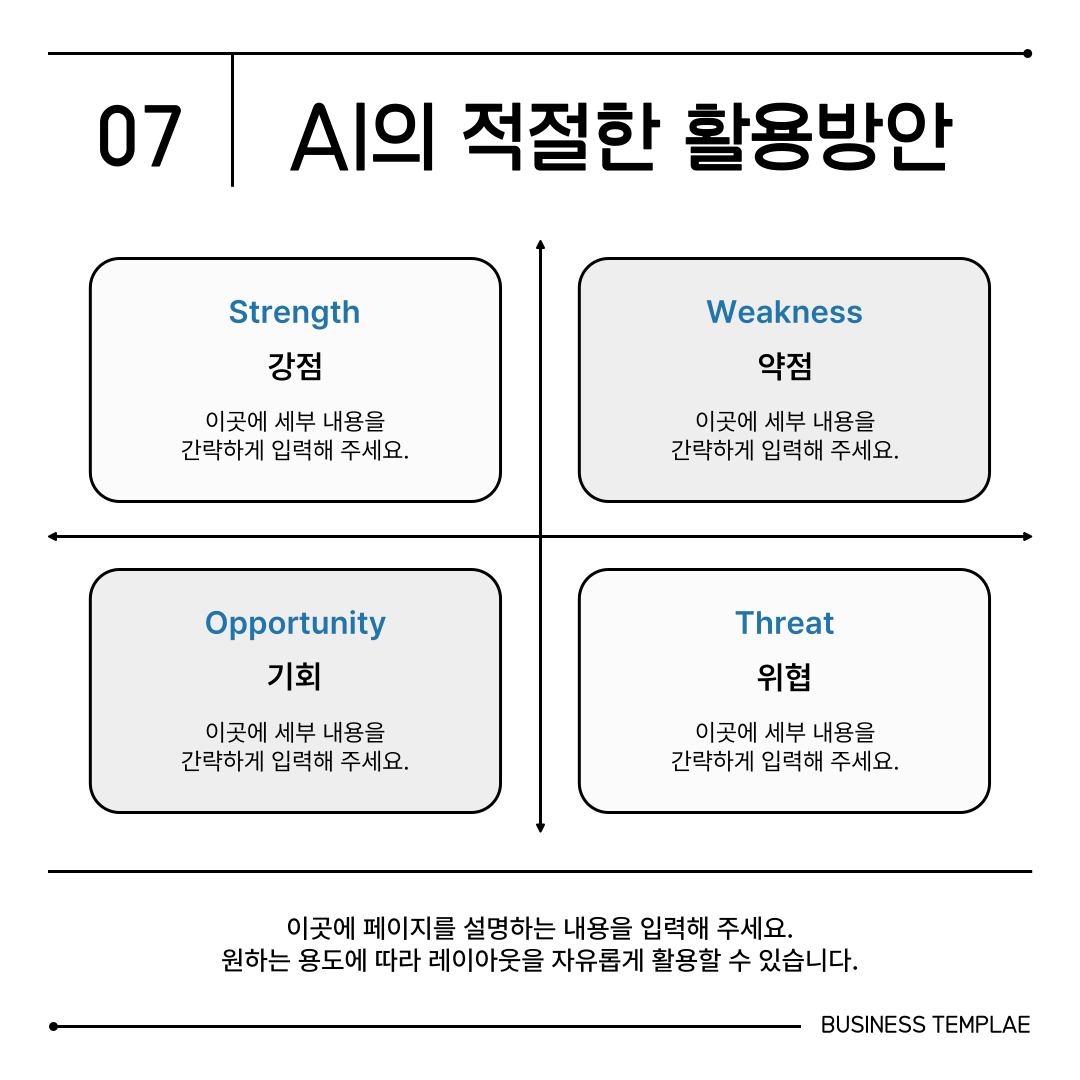 07
AI의 적절한 활용방안
Strength
강점
이곳에 세부 내용을
간략하게 입력해 주세요.
Weakness
약점
이곳에 세부 내용을
간략하게 입력해 주세요.
Opportunity
기회
이곳에 세부 내용을
간략하게 입력해 주세요.
Threat
위협
이곳에 세부 내용을
간략하게 입력해 주세요.
이곳에 페이지를 설명하는 내용을 입력해 주세요.
원하는 용도에 따라 레이아웃을 자유롭게 활용할 수 있습니다.
BUSINESS TEMPLAE